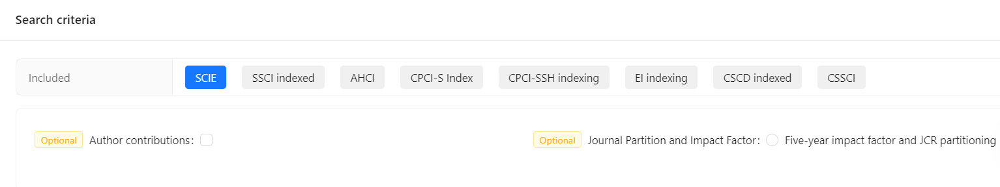 Search criteria
Included SCIE SSCI indexed AHCI CPCI-S Index CPCI-SSH indexing EI indexing CSCD indexed CSSCI
Optional Author contributions: Optional Journal Partition and Impact Factor: Five-year impact factor and JCR partitioning